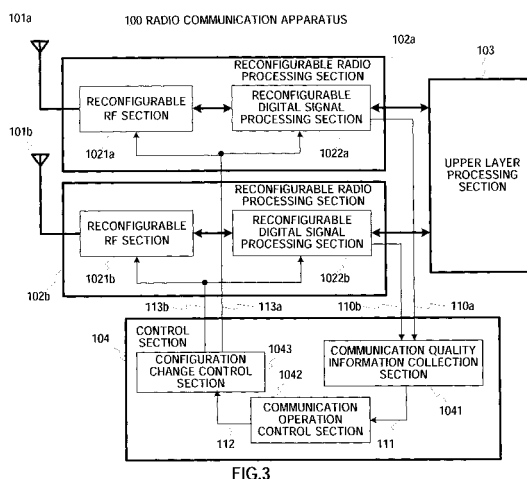 101a
100 RADIO COMMUNICATION APPARATUS
102a
103
RECONFIGURABLE RADIO
PROCESSING SECTION
RECONFIGURABLE
RF SECTION
RECONFIGURABLE
DIGITAL SIGNAL
PROCESSING SECTION
1021a
1022a
101b
UPPER LAYER
PROCESSING
SECTION
RECONFIGURABLE RADIO
PROCESSING SECTION
RECONFIGURABLE
RF SECTION
RECONFIGURABLE
DIGITAL SIGNAL
PROCESSING SECTION
1021b
1022b
102b
113b
113a
110b
110a
104
CONTROL
SECTION
1043
CONFIGURATION
CHANGE CONTROL
SECTION
COMMUNICATION QUALITY
INFORMATION COLLECTION
SECTION
1042
1041
COMMUNICATION
OPERATION
CONTROL SECTION
112
111
FIG.3